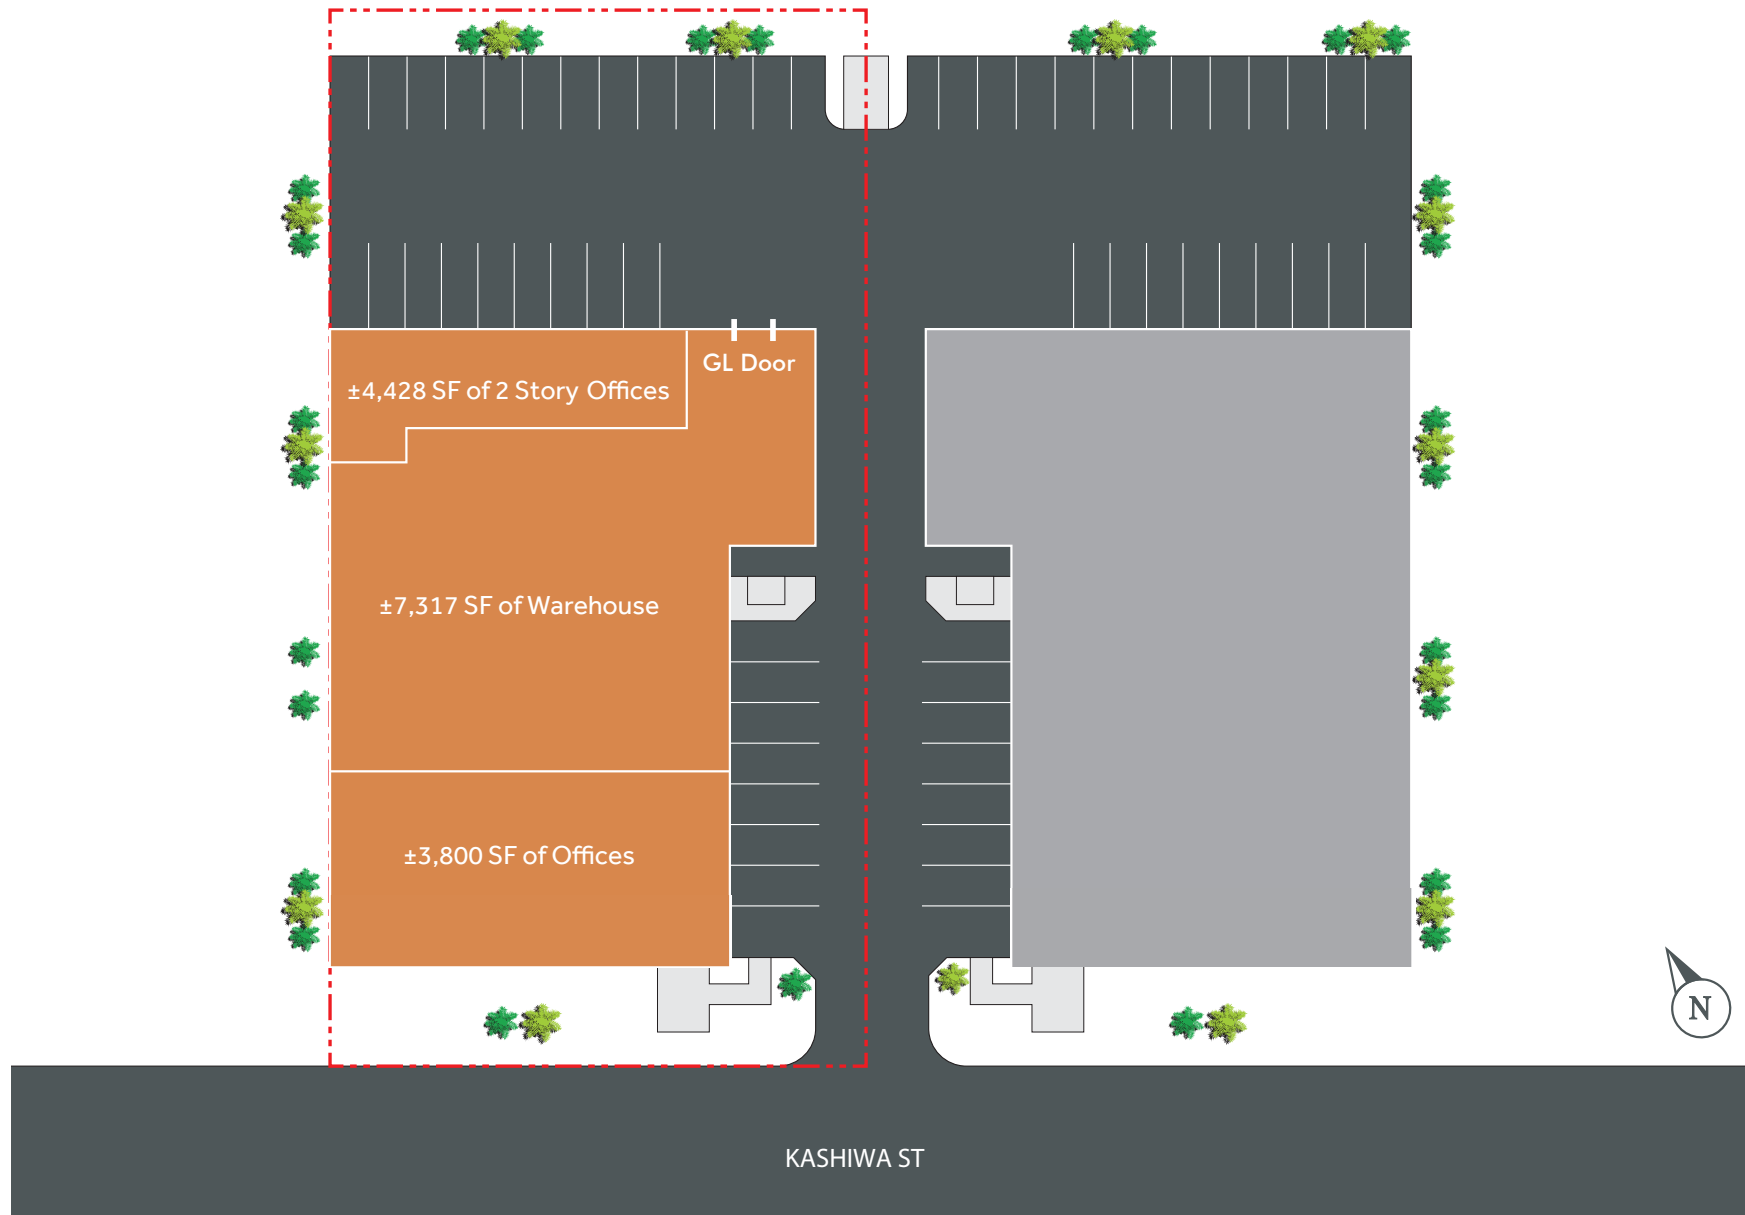 GL Door
±4,428 SF of 2 Story Offices
±7,317 SF of Warehouse
±3,800 SF of Offices
N
KASHIWA ST